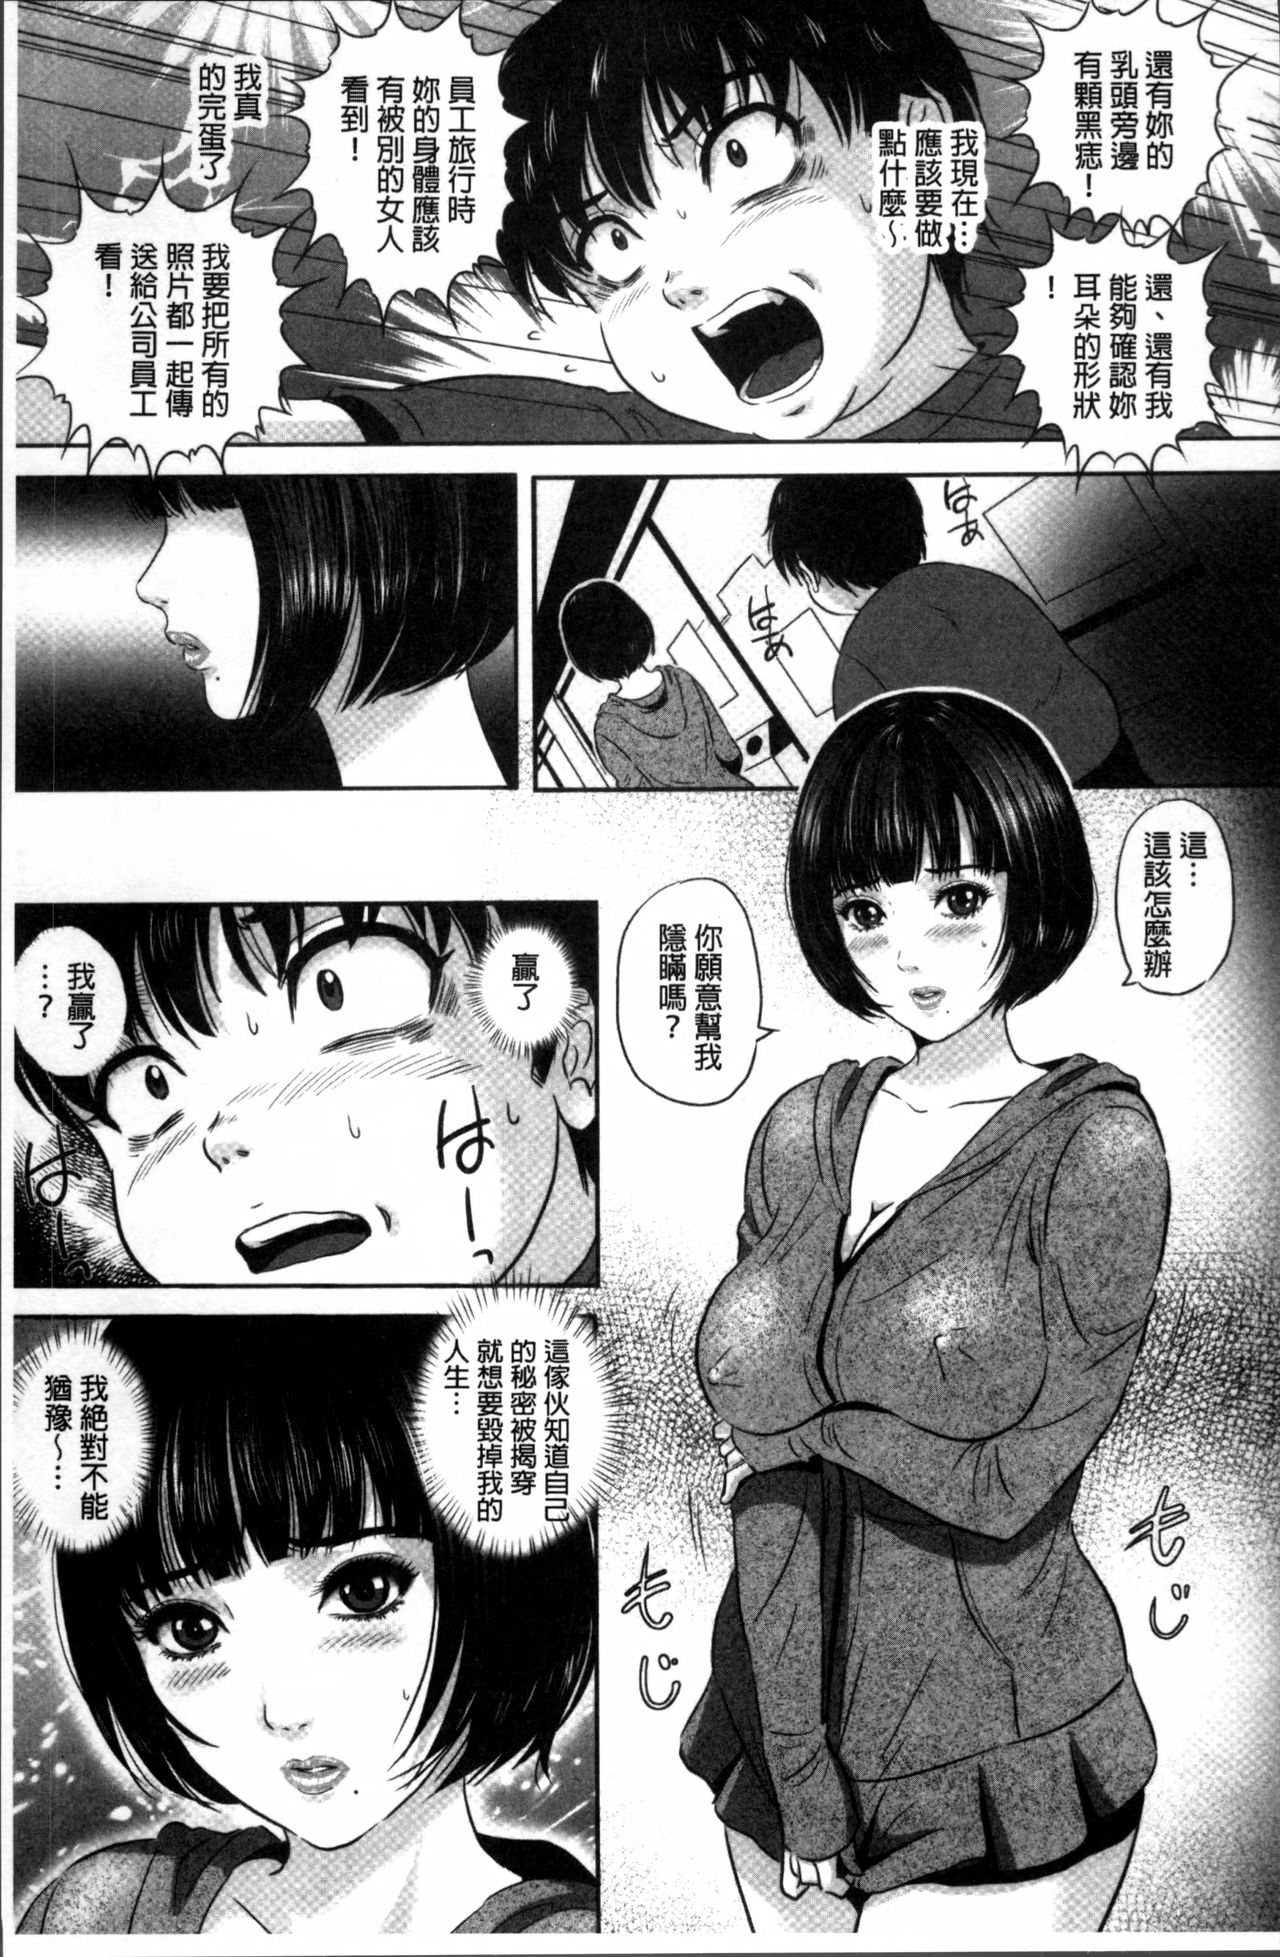 還有妳的
乳頭旁邊
有顆黑痣！
還、還有我
能夠確認妳
耳朵的形狀
！
我現在…
應該要做
點什麼～
員工旅行時
妳的身體應該
有被別的女人
看到！
我真
的完蛋了
我要把所有的
照片都一起傳
送給公司員工
看！
はぁ
はぁ
這…
這該怎麼辦
你願意幫我
隱瞞嗎？
もじ
もじ
贏了
我贏了
…？
はーっ
はーっ
這傢伙知道自己
的秘密被揭穿
就想要毀掉我的
人生…
我絕對不能
猶豫～…